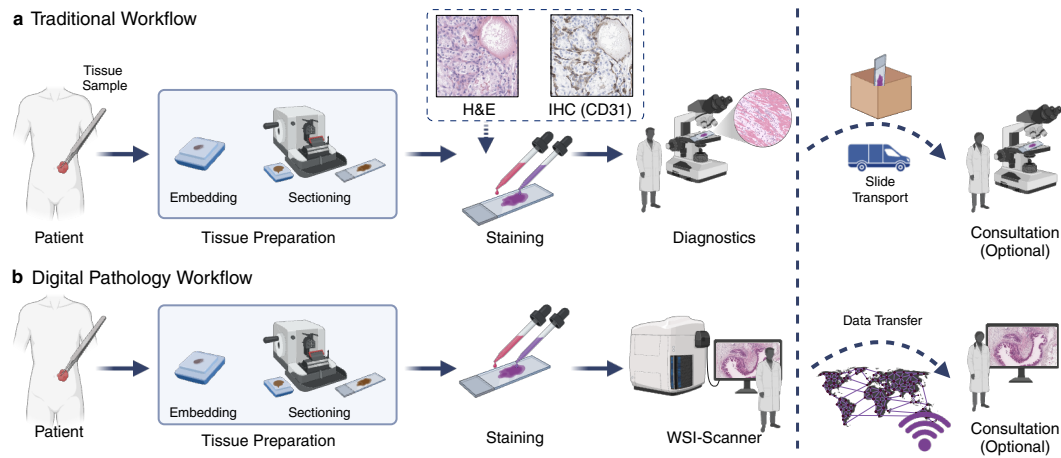 a Traditional Workflow
Tissue
Sample
H&E
IHC (CD31)
Embedding
Sectioning
Slide
Transport
Patient
Tissue Preparation
Staining
Diagnostics
Consultation
(Optional)
b Digital Pathology Workflow
Data Transfer
Embedding
Sectioning
Patient
Tissue Preparation
Staining
WSI-Scanner
Consultation
(Optional)